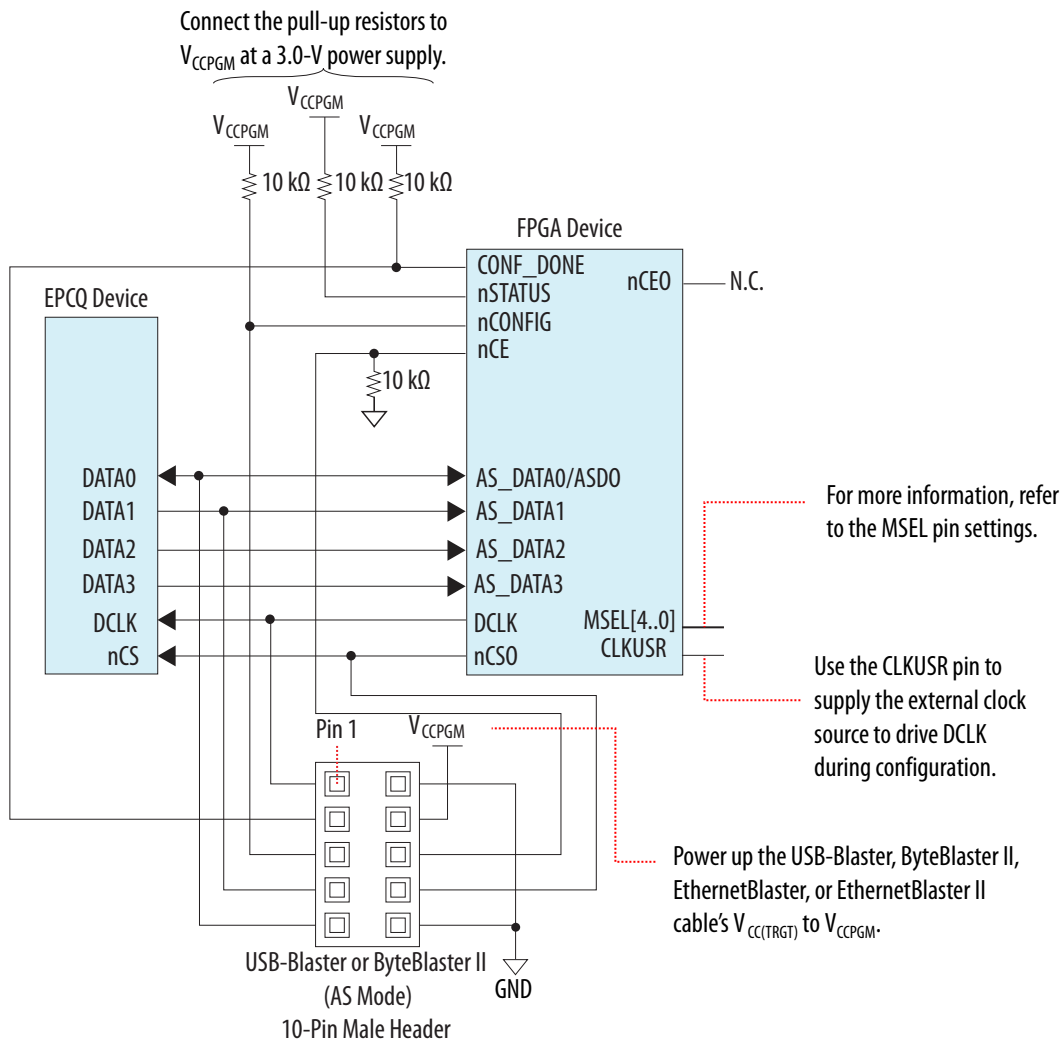 Connect the pull-up resistors to
VCCPGM at a 3.0-V power supply.
VCCPGM
VCCPGM
VCCPGM
10 kΩ
10 kΩ
10 kΩ
FPGA Device
CONF_DONE
nSTATUS
nCONFIG
nCE
nCEO
N.C.
EPCQ Device
10 kΩ
DATA0
DATA1
DATA2
DATA3
DCLK
nCS
AS_DATA0/ASDO
AS_DATA1
AS_DATA2
AS_DATA3
DCLK
nCSO
MSEL[4..0]
CLKUSR
For more information, refer
to the MSEL pin settings.
Use the CLKUSR pin to
supply the external clock
source to drive DCLK
during configuration.
Pin 1
VCCPGM
Power up the USB-Blaster, ByteBlaster II,
EthernetBlaster, or EthernetBlaster II
cable's VCC(TRGT) to VCCPGM.
USB-Blaster or ByteBlaster II
(AS Mode)
10-Pin Male Header
GND